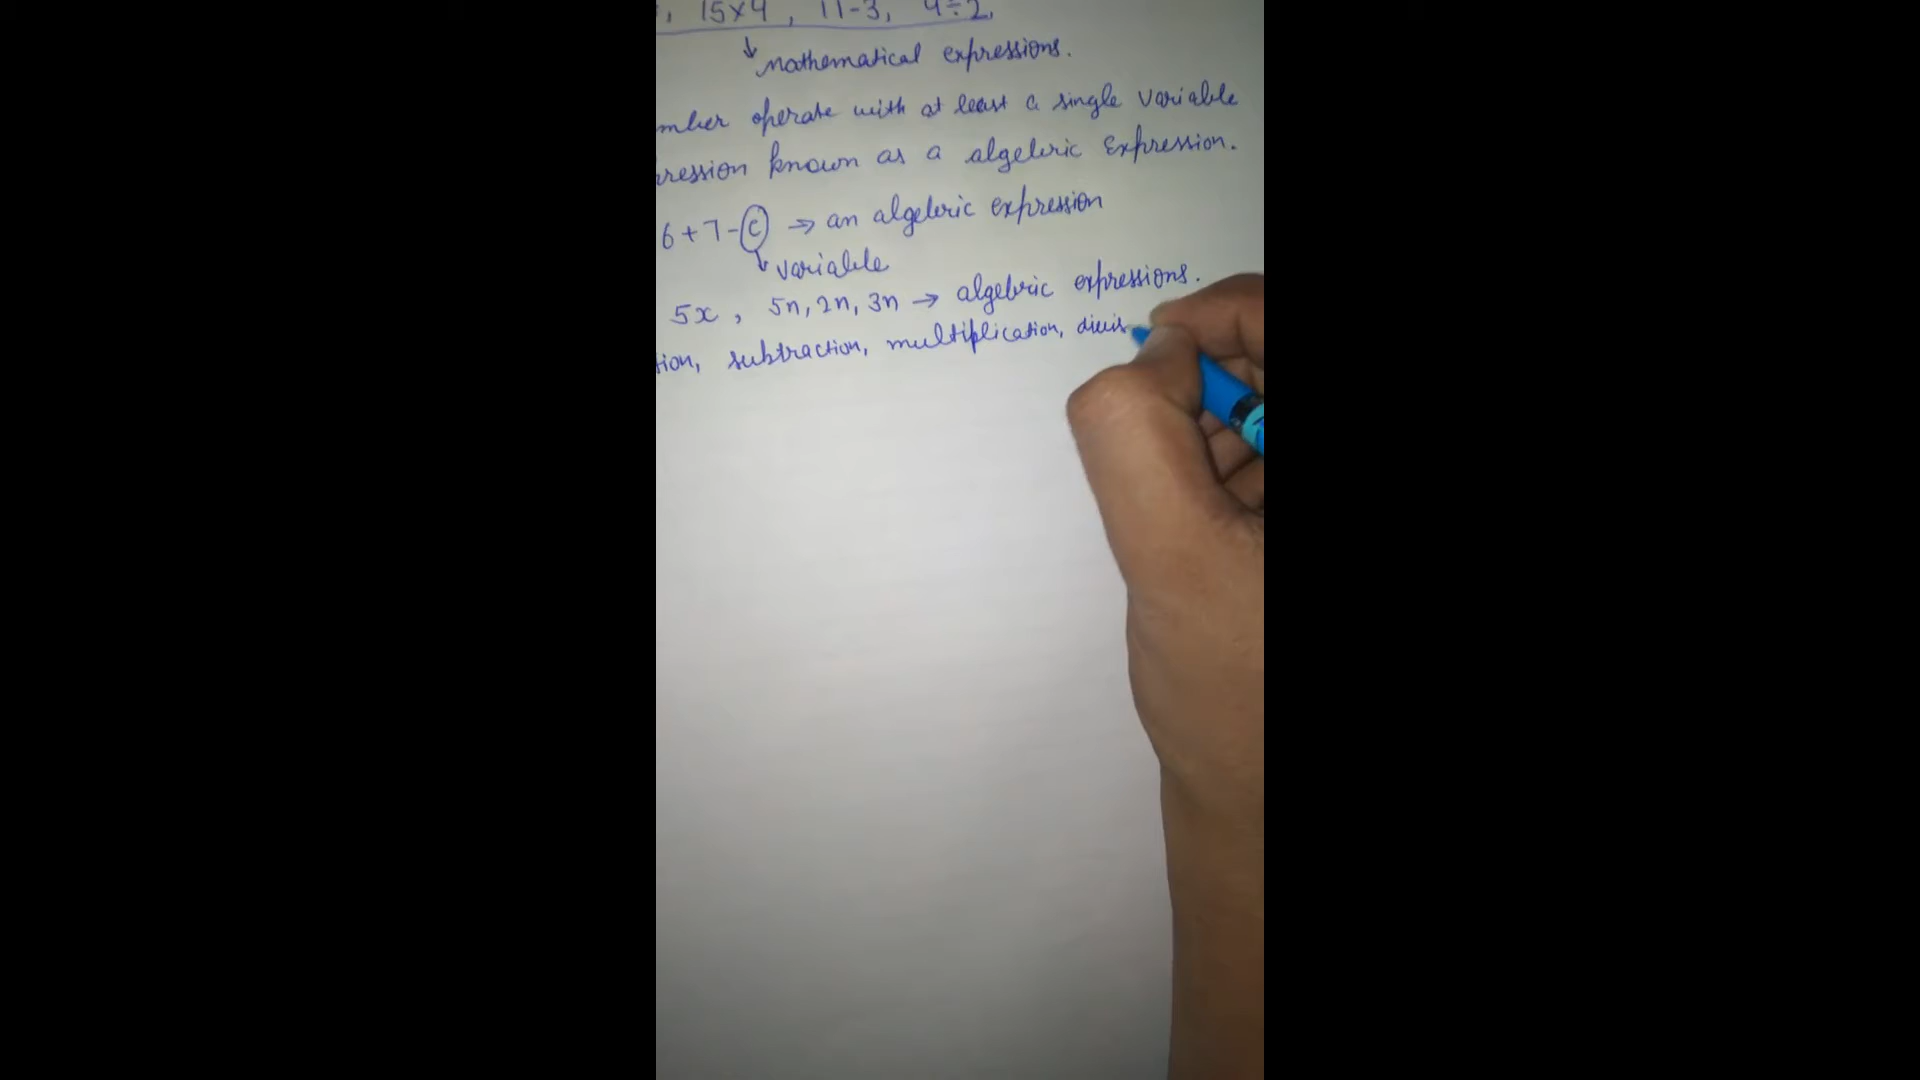 , 15×4, 11-3, 4÷2,
↓ Mathematical expressions.
mber operate with at least a single variable
ression known as a algebric Expression.
6+7-c → an algebric expression
↓ variable
5x, 5n, 2n, 3n → algebric expressions.
tion, subtraction, multiplication, divis